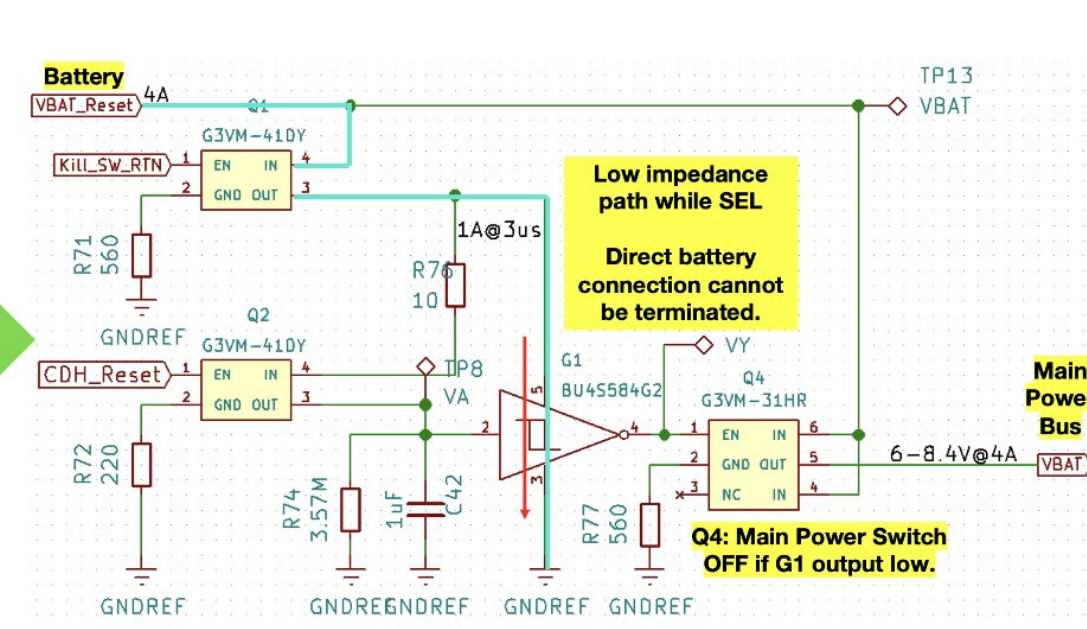 Battery
VBAT_Reset
4A
TP13
VBAT
Q1
G3VM-41DY
Kill_SW_RTN
1
EN
IN
4
2
GND
OUT
3
R71
560
GNDREF
Low impedance
path while SEL
Direct battery
connection cannot
be terminated.
1A@3us
R76
10
Q2
G3VM-41DY
CDH_Reset
1
EN
IN
4
2
GND
OUT
3
TP8
VA
R72
220
GNDREF
R74
3.57M
GNDREF
1uF
C42
GNDREF
G1
BU4S584G2
5
2
4
3
GNDREF
VY
Q4
G3VM-31HR
1
EN
IN
6
2
GND
OUT
5
3
NC
IN
4
R77
560
GNDREF
6-8.4V@4A
Main
Power
Bus
VBAT
Q4: Main Power Switch
OFF if G1 output low.